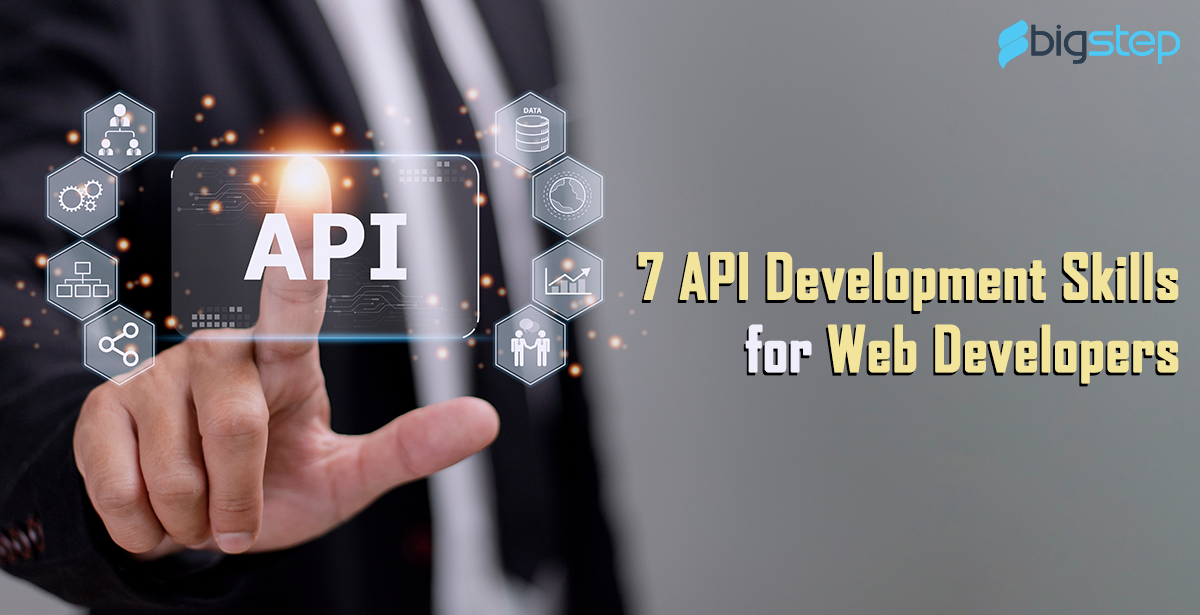 bigstep
DATA
API
7 API Development Skills
for Web Developers